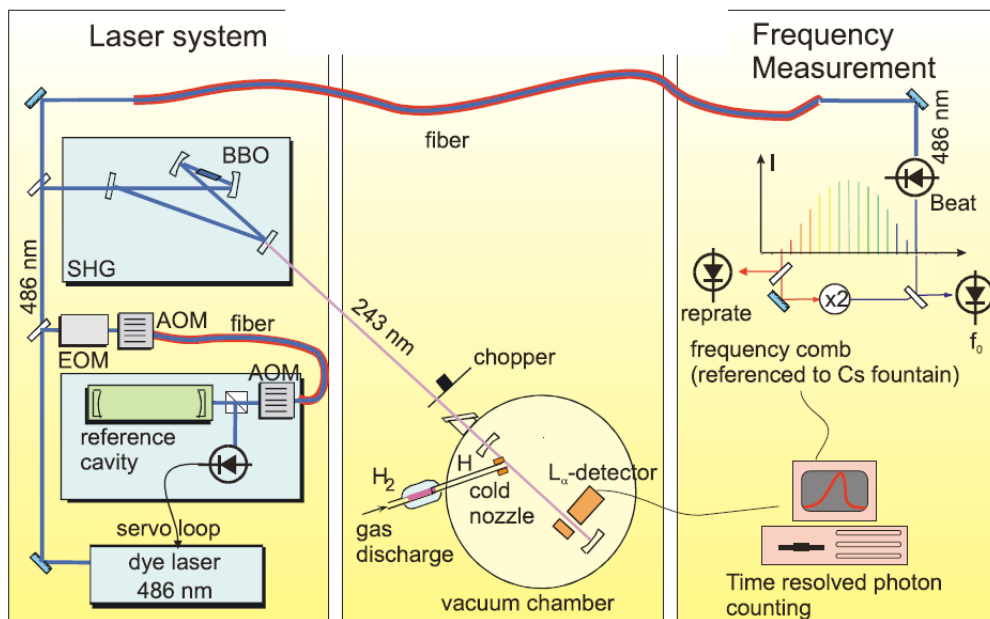 Laser system
BBO
SHG
486 nm
EOM
AOM
fiber
AOM
reference
cavity
servo loop
dye laser
486 nm
fiber
243 nm
chopper
H
H2
cold
nozzle
Lα-detector
gas
discharge
vacuum chamber
Frequency
Measurement
486 nm
I
Beat
reprate
x2
f0
frequency comb
(referenced to Cs fountain)
Time resolved photon
counting